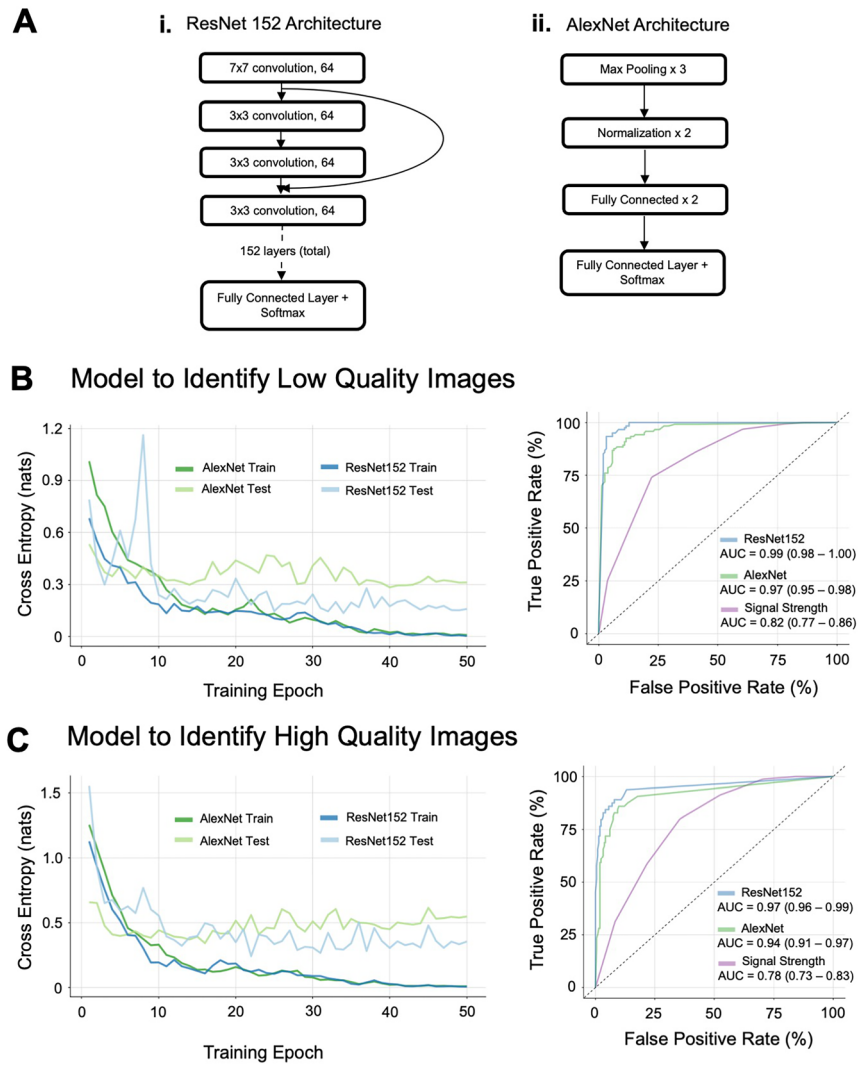 A
i. ResNet 152 Architecture
7x7 convolution, 64
3x3 convolution, 64
3x3 convolution, 64
3x3 convolution, 64
152 layers (total)
Fully Connected Layer +
Softmax
ii. AlexNet Architecture
Max Pooling x 3
Normalization x 2
Fully Connected x 2
Fully Connected Layer +
Softmax
B Model to Identify Low Quality Images
Cross Entropy (nats)
1.2
0.9
0.6
0.3
0
AlexNet Train
AlexNet Test
ResNet152 Train
ResNet152 Test
0 10 20 30 40 50
Training Epoch
True Positive Rate (%)
100
75
50
25
0
ResNet152
AUC = 0.99 (0.98 – 1.00)
AlexNet
AUC = 0.97 (0.95 – 0.98)
Signal Strength
AUC = 0.82 (0.77 – 0.86)
0 25 50 75 100
False Positive Rate (%)
C Model to Identify High Quality Images
Cross Entropy (nats)
1.5
1.0
0.5
0
AlexNet Train
AlexNet Test
ResNet152 Train
ResNet152 Test
0 10 20 30 40 50
Training Epoch
True Positive Rate (%)
100
75
50
25
0
ResNet152
AUC = 0.97 (0.96 – 0.99)
AlexNet
AUC = 0.94 (0.91 – 0.97)
Signal Strength
AUC = 0.78 (0.73 – 0.83)
0 25 50 75 100
False Positive Rate (%)